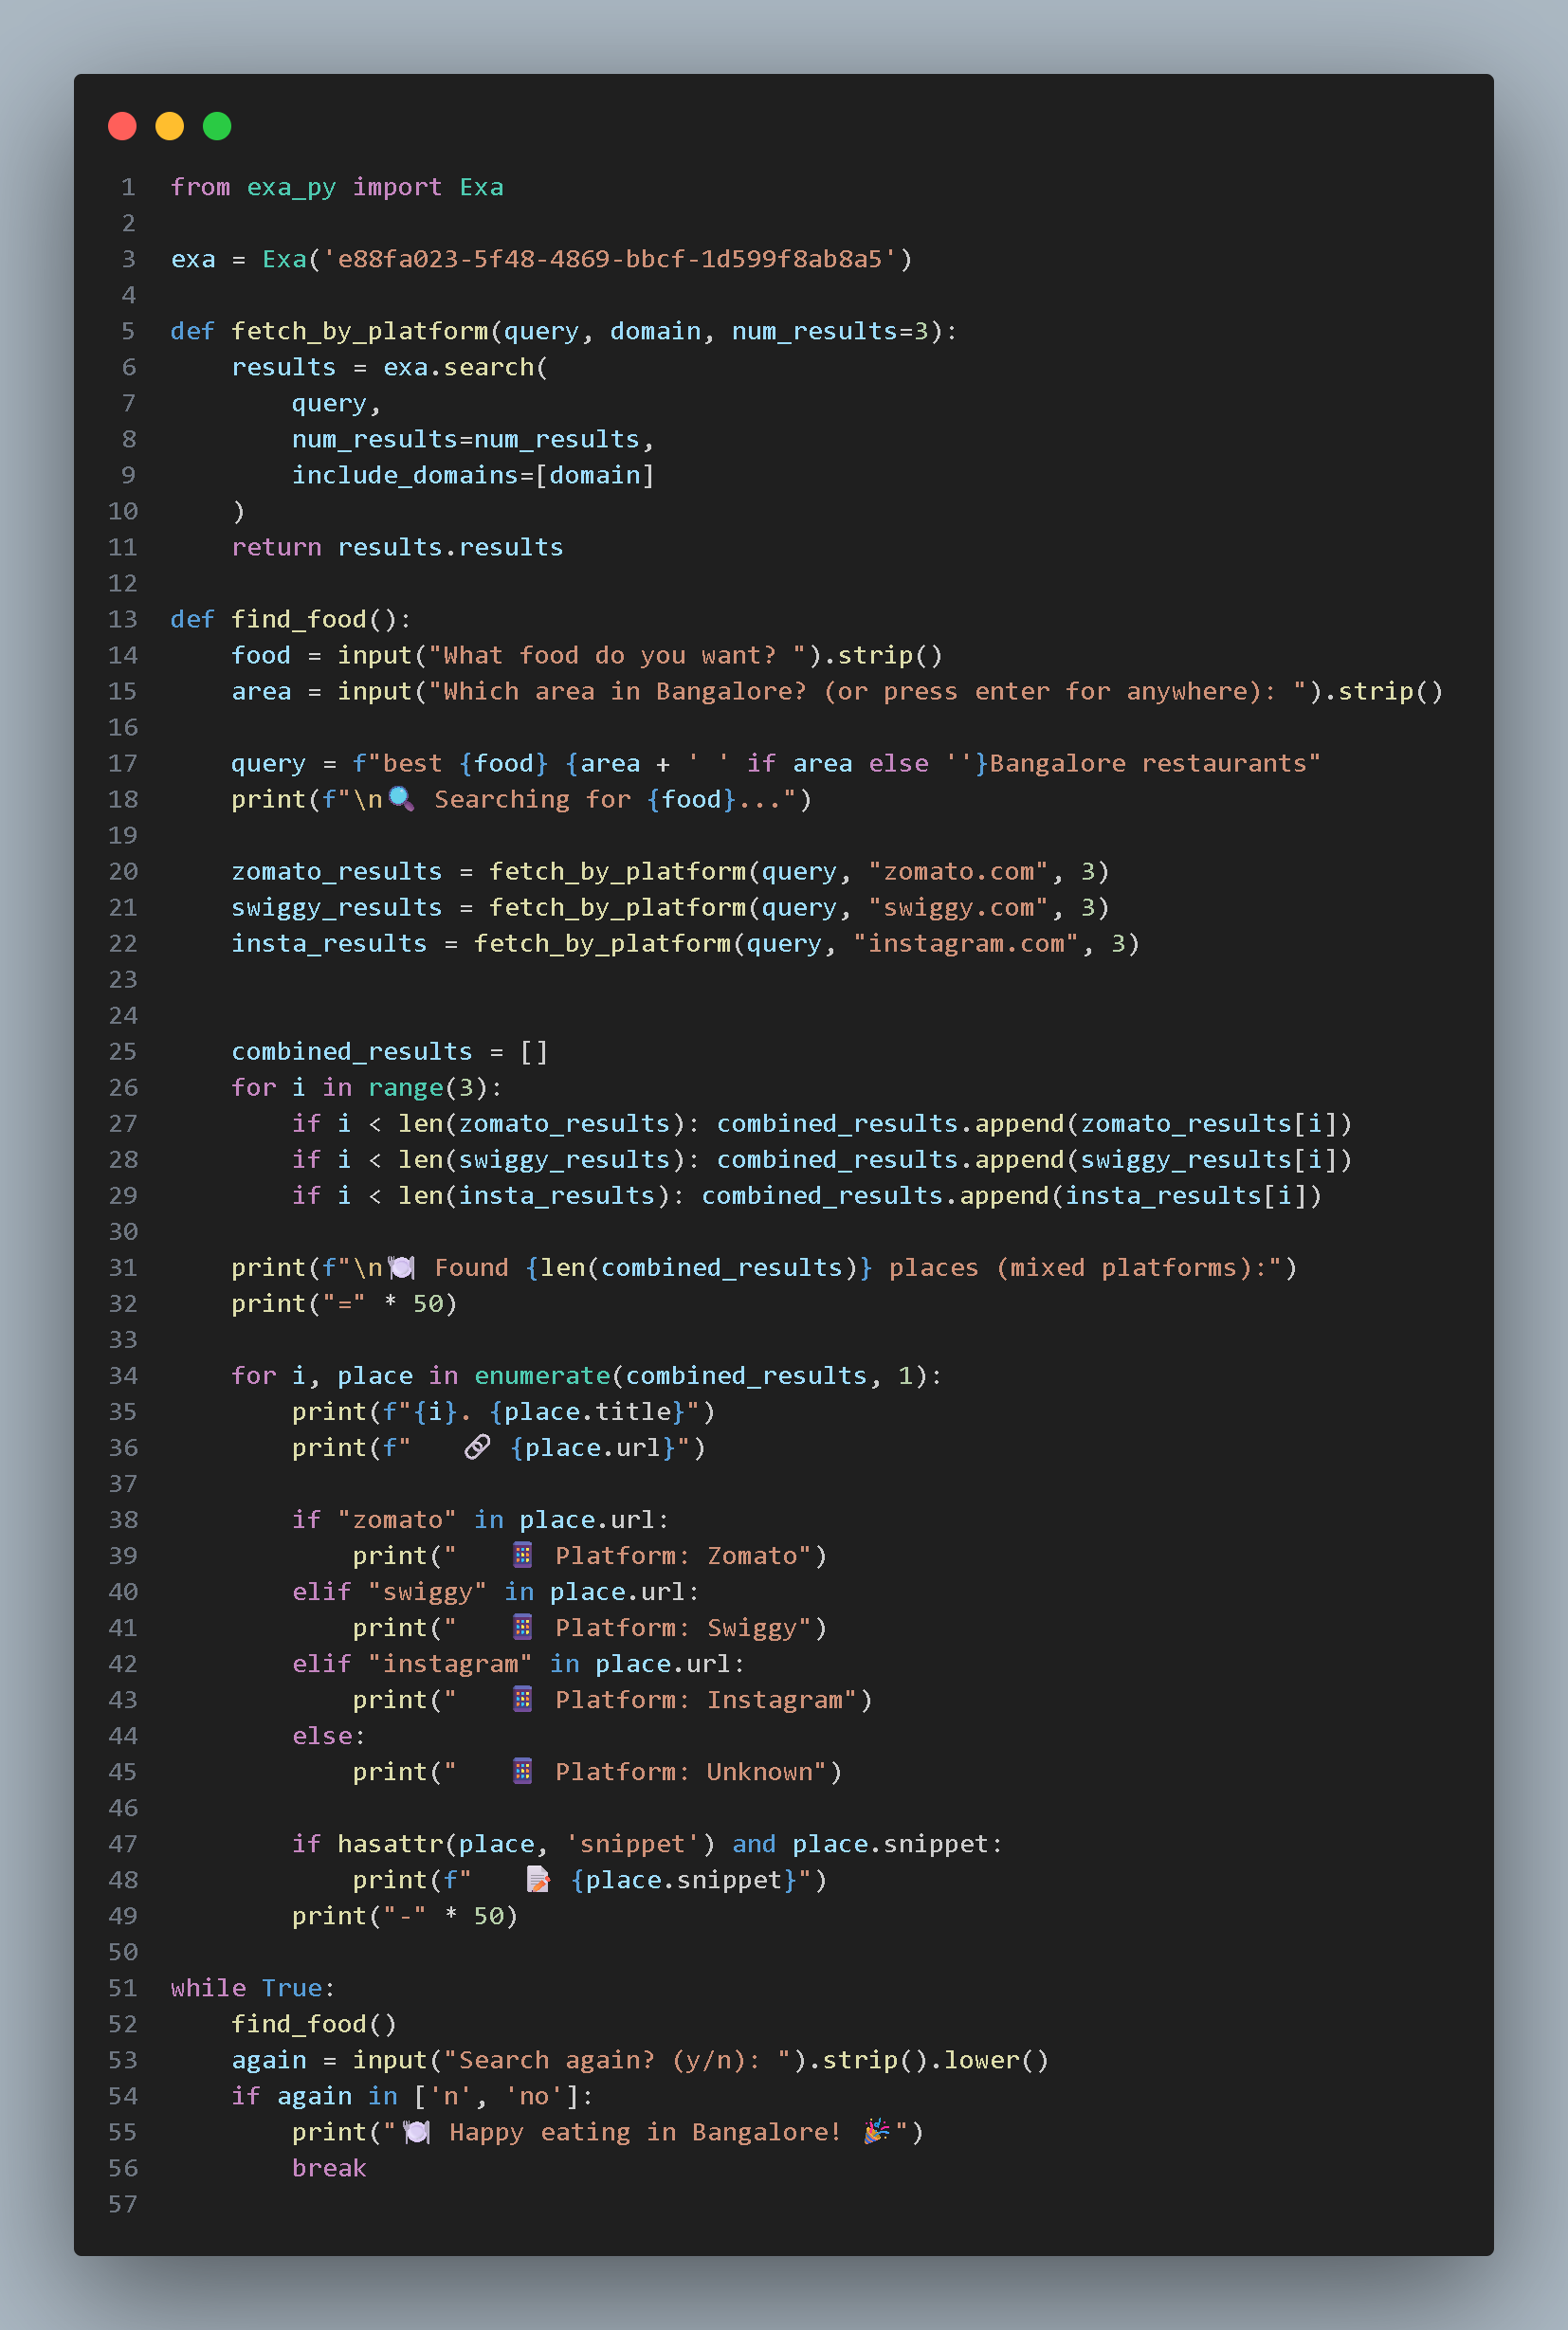 1 from exa_py import Exa
2
3 exa = Exa('e88fa023-5f48-4869-bbcf-1d599f8ab8a5')
4
5 def fetch_by_platform(query, domain, num_results=3):
6     results = exa.search(
7         query,
8         num_results=num_results,
9         include_domains=[domain]
10     )
11     return results.results
12
13 def find_food():
14     food = input("What food do you want? ").strip()
15     area = input("Which area in Bangalore? (or press enter for anywhere): ").strip()
16
17     query = f"best {food} {area + ' ' if area else ''}Bangalore restaurants"
18     print(f"\n🔍 Searching for {food}...")
19
20     zomato_results = fetch_by_platform(query, "zomato.com", 3)
21     swiggy_results = fetch_by_platform(query, "swiggy.com", 3)
22     insta_results = fetch_by_platform(query, "instagram.com", 3)
23
24
25     combined_results = []
26     for i in range(3):
27         if i < len(zomato_results): combined_results.append(zomato_results[i])
28         if i < len(swiggy_results): combined_results.append(swiggy_results[i])
29         if i < len(insta_results): combined_results.append(insta_results[i])
30
31     print(f"\n🍽️ Found {len(combined_results)} places (mixed platforms):")
32     print("=" * 50)
33
34     for i, place in enumerate(combined_results, 1):
35         print(f"{i}. {place.title}")
36         print(f"   🔗 {place.url}")
37
38         if "zomato" in place.url:
39             print("   📱 Platform: Zomato")
40         elif "swiggy" in place.url:
41             print("   📱 Platform: Swiggy")
42         elif "instagram" in place.url:
43             print("   📱 Platform: Instagram")
44         else:
45             print("   📱 Platform: Unknown")
46
47         if hasattr(place, 'snippet') and place.snippet:
48             print(f"   📝 {place.snippet}")
49         print("-" * 50)
50
51 while True:
52     find_food()
53     again = input("Search again? (y/n): ").strip().lower()
54     if again in ['n', 'no']:
55         print("🍽️ Happy eating in Bangalore! 🎉")
56         break
57